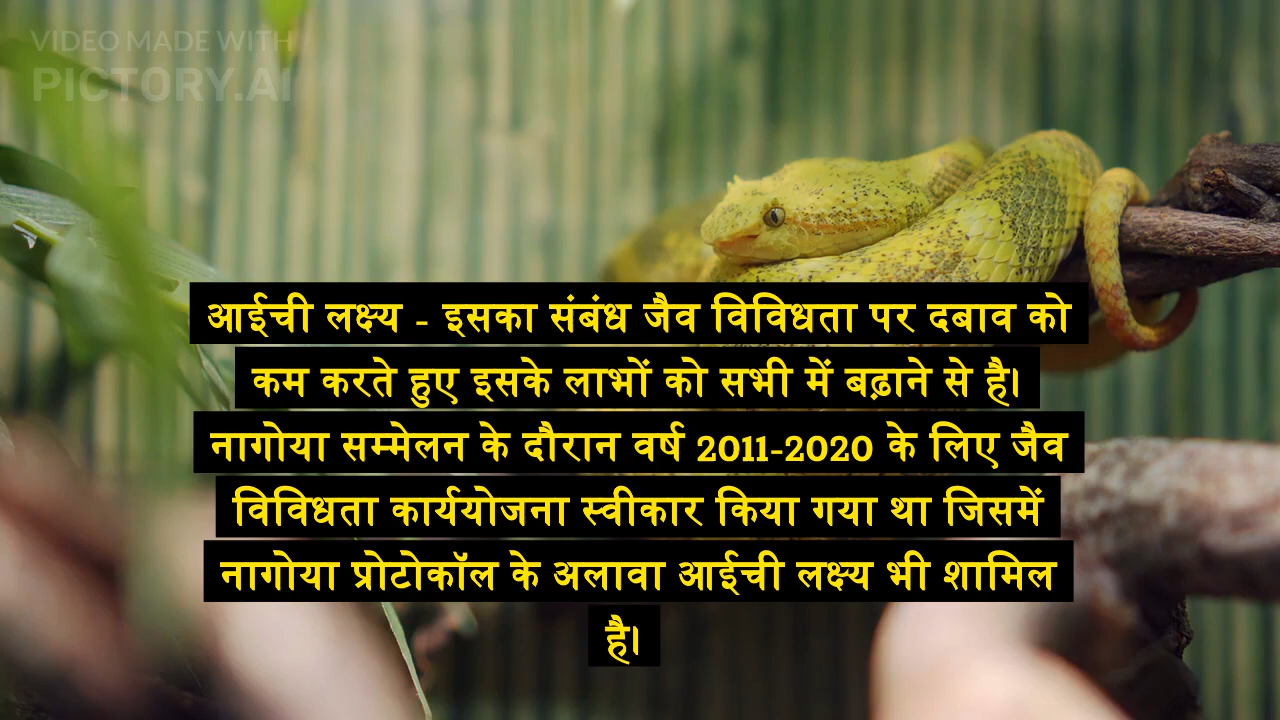 VIDEO MADE WITH
PICTORY.AI
आईची लक्ष्य - इसका संबंध जैव विविधता पर दबाव को
कम करते हुए इसके लाभों को सभी में बढ़ाने से है।
नागोया सम्मेलन के दौरान वर्ष 2011-2020 के लिए जैव
विविधता कार्ययोजना स्वीकार किया गया था जिसमें
नागोया प्रोटोकॉल के अलावा आईची लक्ष्य भी शामिल
है।